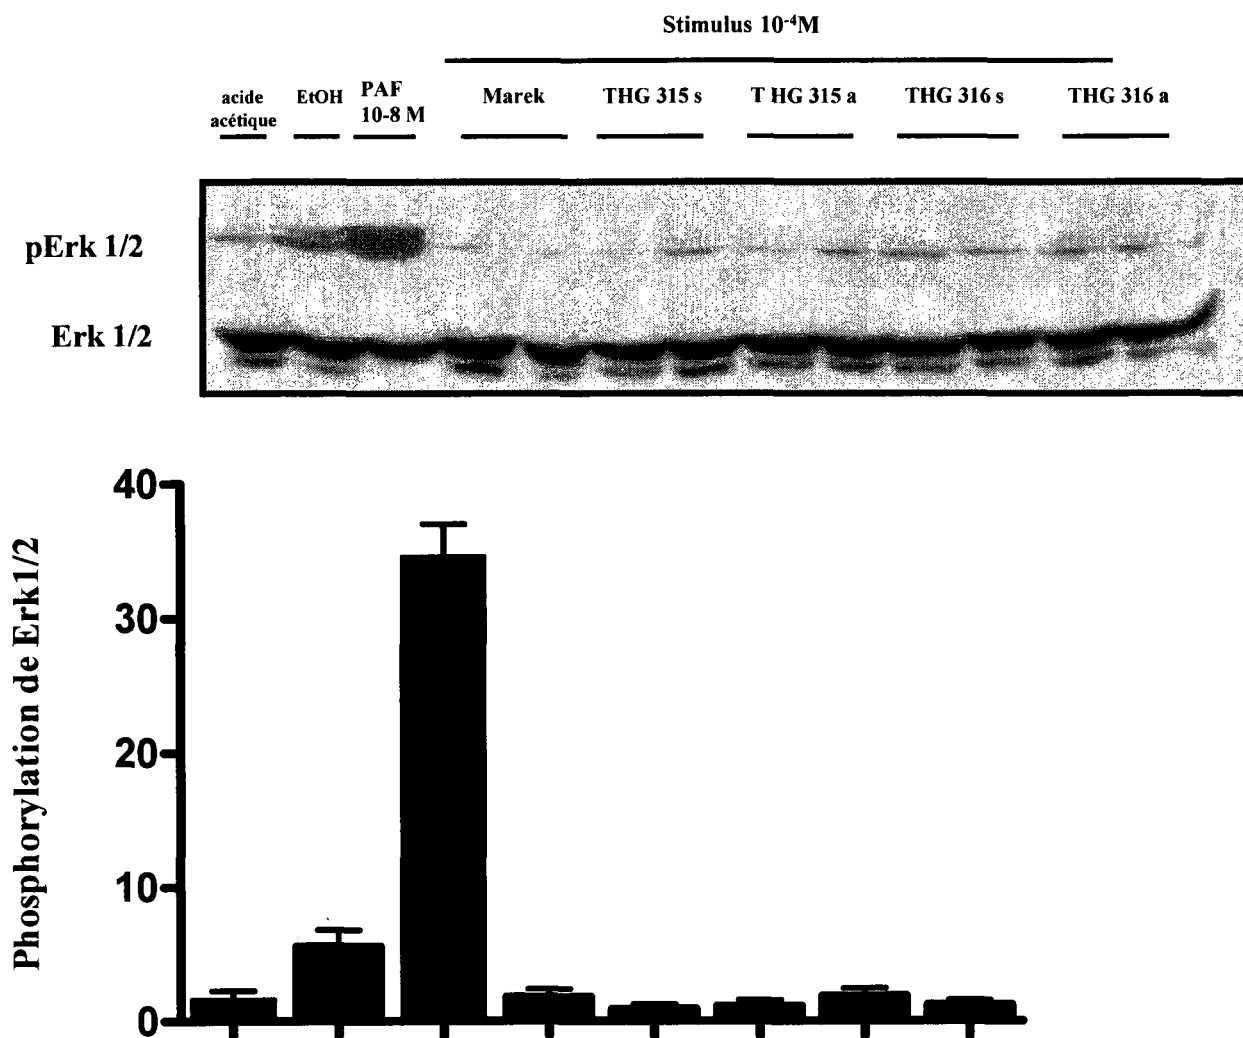 Stimulus 10-4M
acide acétique
EtOH
PAF 10-8 M
Marek
THG 315 s
T HG 315 a
THG 316 s
THG 316 a
pErk 1/2
Erk 1/2
Phosphorylation de Erk1/2
40
30
20
10
0